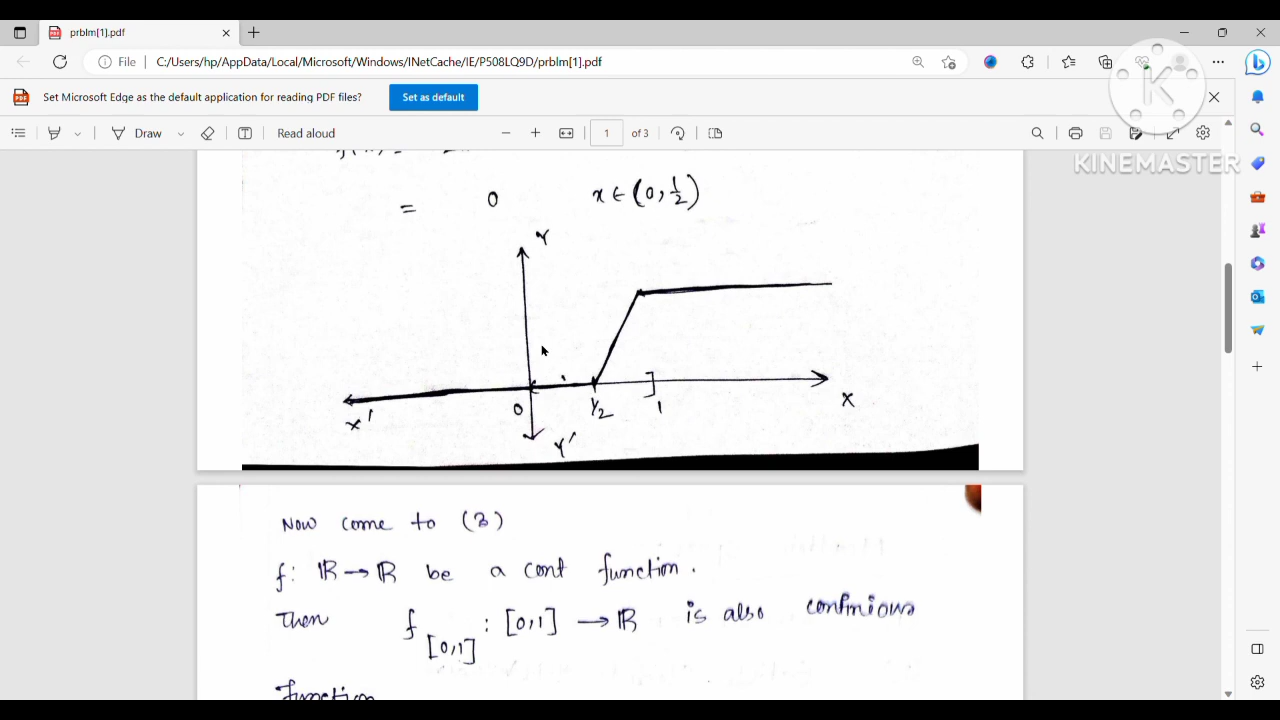 prblm[1].pdf
File C:/Users/hp/AppData/Local/Microsoft/Windows/INetCache/IE/P508LQ9D/prblm[1].pdf
Set Microsoft Edge as the default application for reading PDF files? Set as default
Draw Read aloud 1 of 3
KINEMASTER
= 0 x ∈ (0, 1/2)
Y
X' 0 1/2 1 X
Y'
Now come to (3)
f: ℝ → ℝ be a cont function.
Then f[0,1] : [0,1] → ℝ is also continious
function